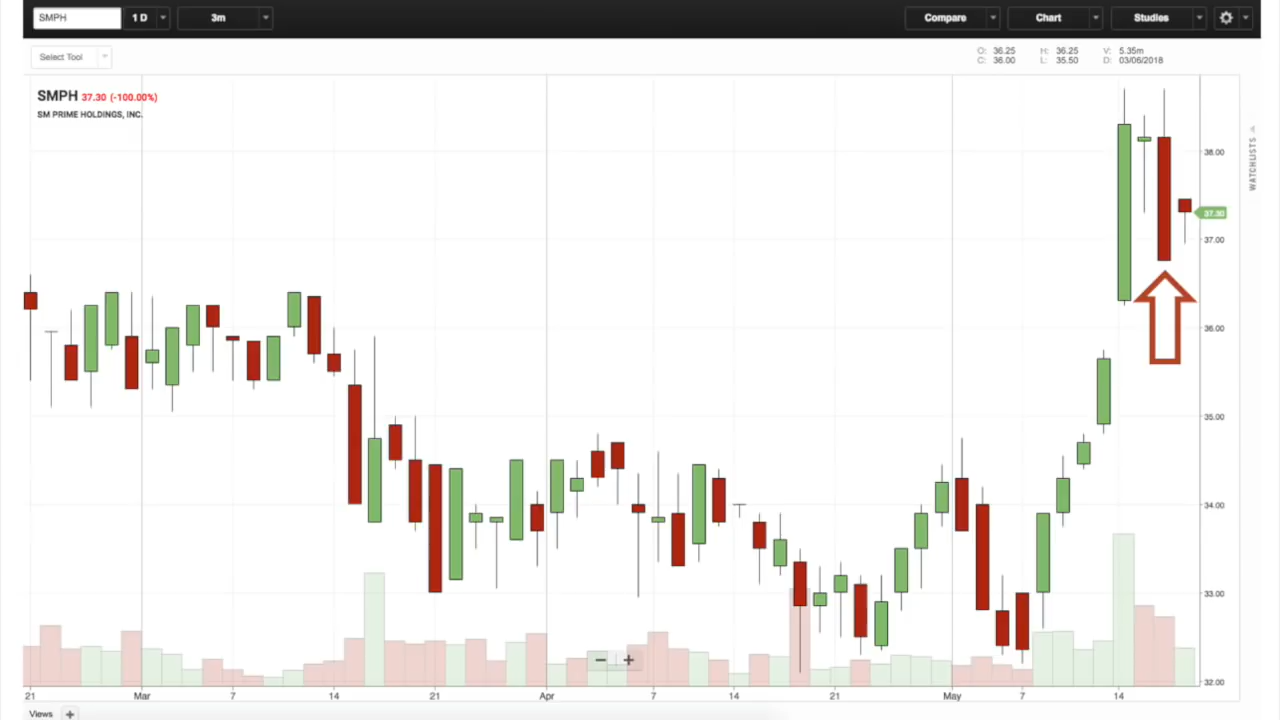 SMPH 1 D 3m Compare Chart Studies
Select Tool
O: 36.25 H: 36.25 V: 5.35m
C: 36.00 L: 35.50 D: 03/06/2018
SMPH 37.30 (-100.00%)
SM PRIME HOLDINGS, INC.
WATCHLISTS
38.00
37.30
37.00
36.00
35.00
34.00
33.00
32.00
− +
21 Mar 7 14 21 Apr 7 14 21 May 7 14
Views +